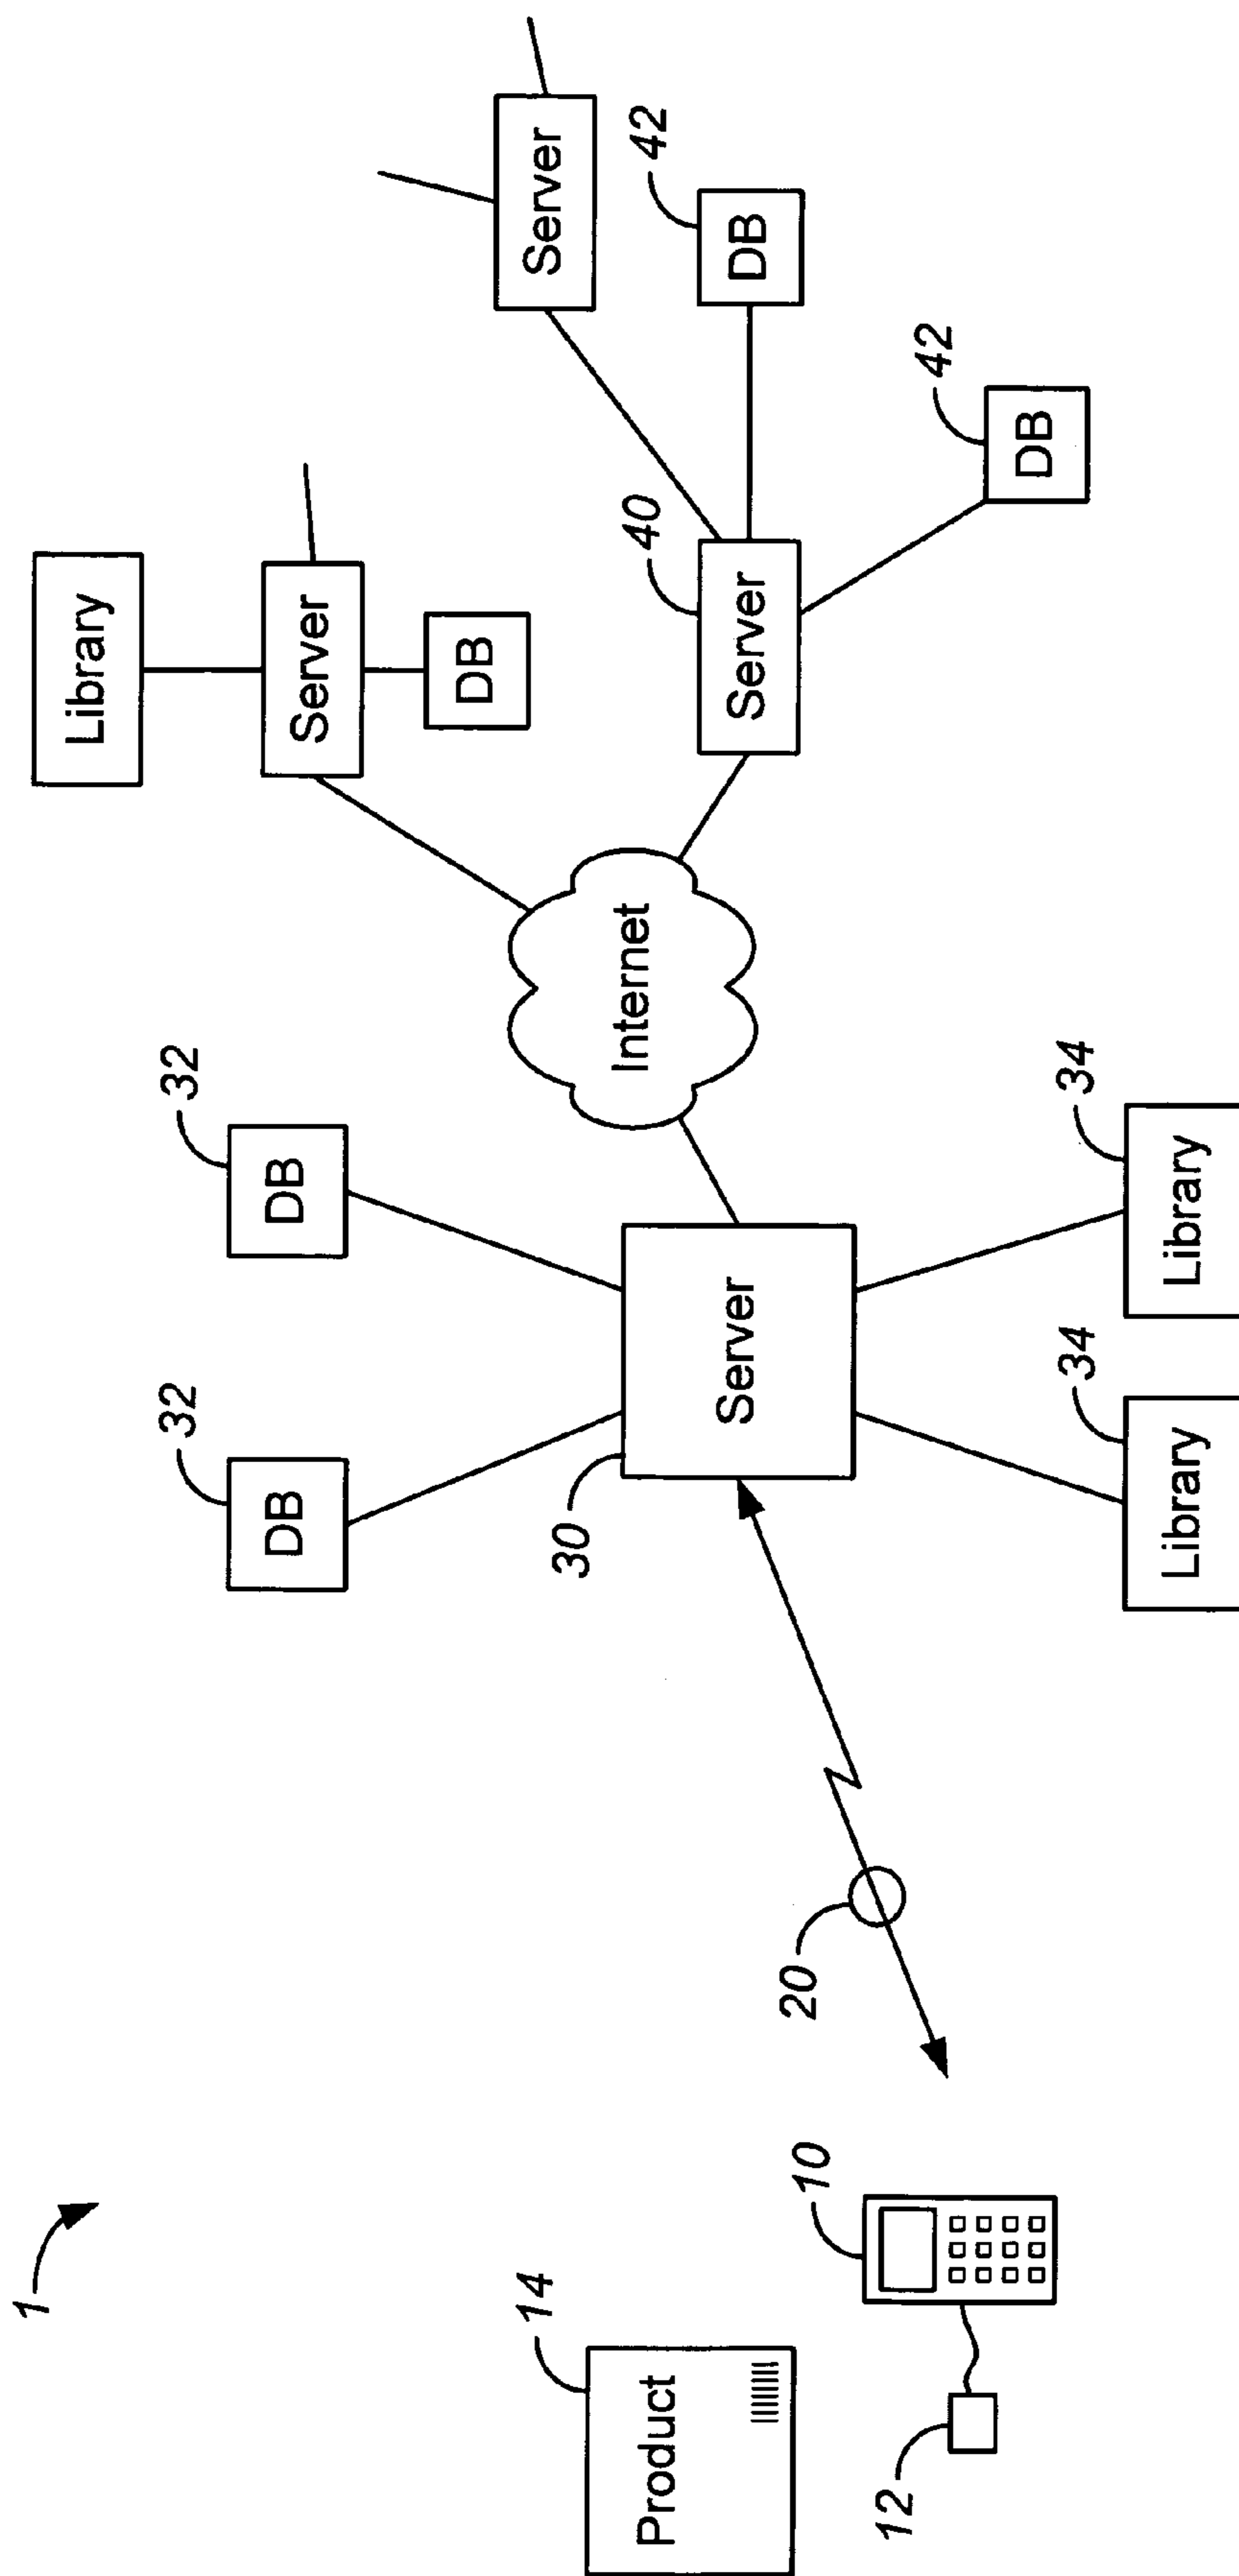 1
Product
14
12
10
20
30
Server
DB
32
DB
32
Library
34
Library
34
Internet
Library
Server
DB
Server
40
DB
42
DB
42
Server